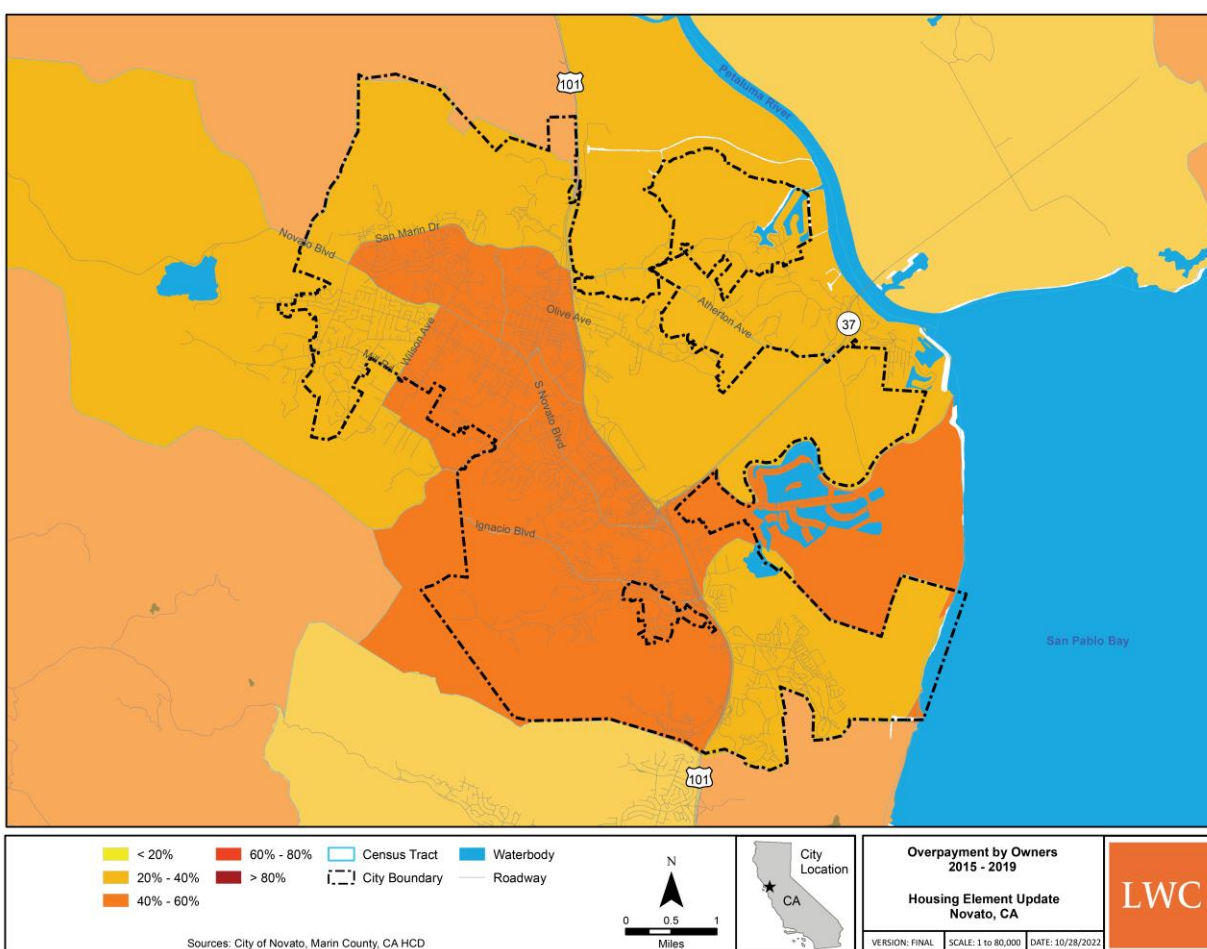 101
Petaluma River
San Marin Dr
Novato Blvd
Olive Ave
Atherton Ave
37
Wilson Ave
Mill Rd
S Novato Blvd
Ignacio Blvd
San Pablo Bay
101
< 20%
20% - 40%
40% - 60%
60% - 80%
> 80%
Census Tract
City Boundary
Waterbody
Roadway
Sources: City of Novato, Marin County, CA HCD
N
0 0.5 1
Miles
City
Location
CA
Overpayment by Owners
2015 - 2019
Housing Element Update
Novato, CA
VERSION: FINAL
SCALE: 1 to 80,000
DATE: 10/28/2022
LWC